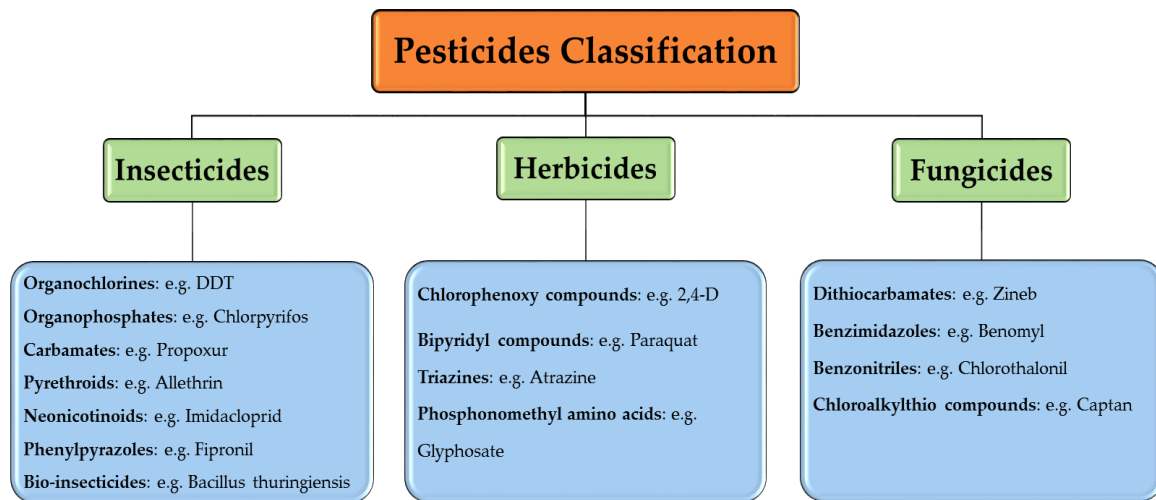 Pesticides Classification
Insecticides
Herbicides
Fungicides
Organochlorines: e.g. DDT
Organophosphates: e.g. Chlorpyrifos
Carbamates: e.g. Propoxur
Pyrethroids: e.g. Allethrin
Neonicotinoids: e.g. Imidacloprid
Phenylpyrazoles: e.g. Fipronil
Bio-insecticides: e.g. Bacillus thuringiensis
Chlorophenoxy compounds: e.g. 2,4-D
Bipyridyl compounds: e.g. Paraquat
Triazines: e.g. Atrazine
Phosphonomethyl amino acids: e.g.
Glyphosate
Dithiocarbamates: e.g. Zineb
Benzimidazoles: e.g. Benomyl
Benzonitriles: e.g. Chlorothalonil
Chloroalkylthio compounds: e.g. Captan